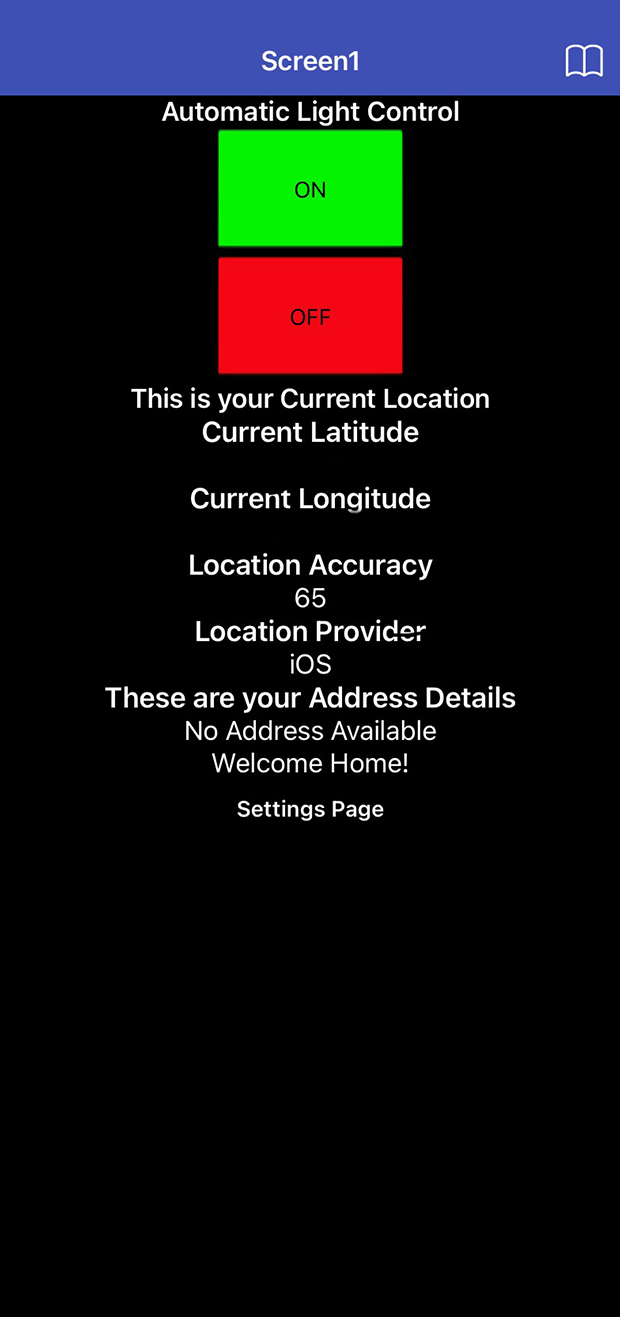 Screen1
Automatic Light Control
ON
OFF
This is your Current Location
Current Latitude
Current Longitude
Location Accuracy
65
Location Provider
iOS
These are your Address Details
No Address Available
Welcome Home!
Settings Page